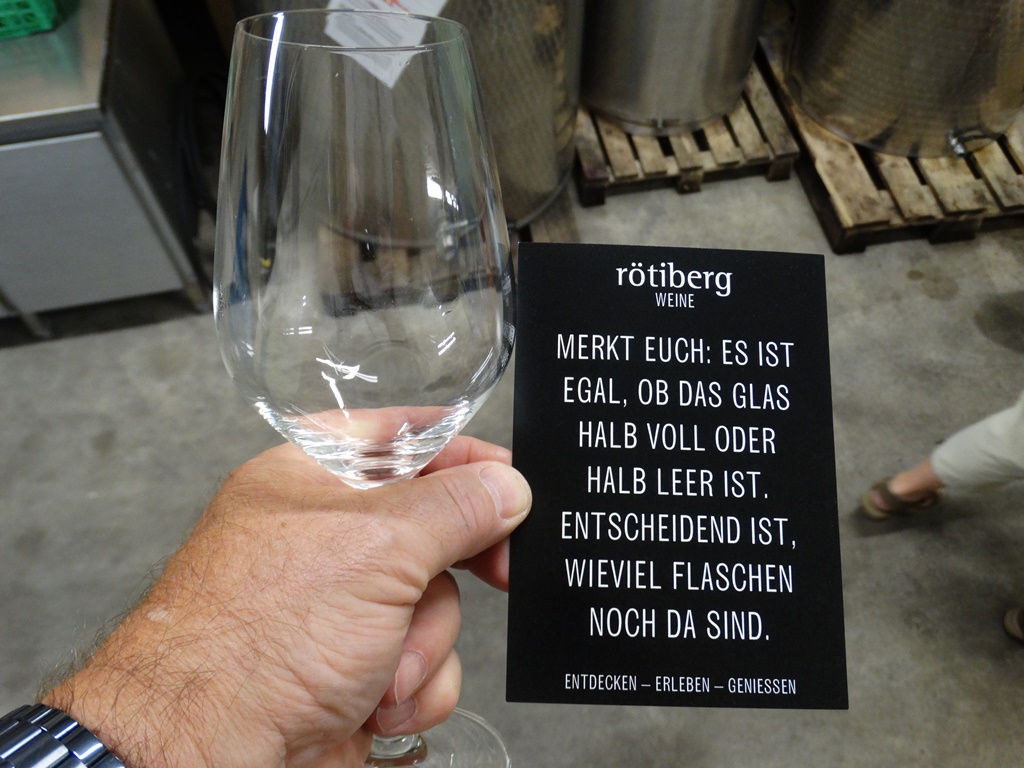 rötiberg
WEINE
MERKT EUCH: ES IST
EGAL, OB DAS GLAS
HALB VOLL ODER
HALB LEER IST.
ENTSCHEIDEND IST,
WIEVIEL FLASCHEN
NOCH DA SIND.
ENTDECKEN – ERLEBEN – GENIESSEN